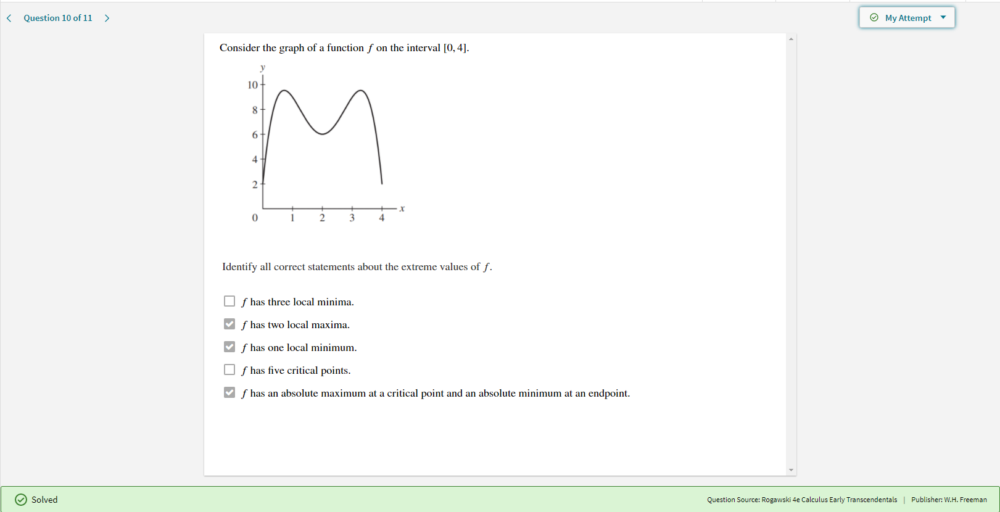 Question 10 of 11
My Attempt
Consider the graph of a function f on the interval [0, 4].
y
10
8
6
4
2
x
0 1 2 3 4
Identify all correct statements about the extreme values of f.
f has three local minima.
f has two local maxima.
f has one local minimum.
f has five critical points.
f has an absolute maximum at a critical point and an absolute minimum at an endpoint.
Solved
Question Source: Rogawski 4e Calculus Early Transcendentals | Publisher: W.H. Freeman